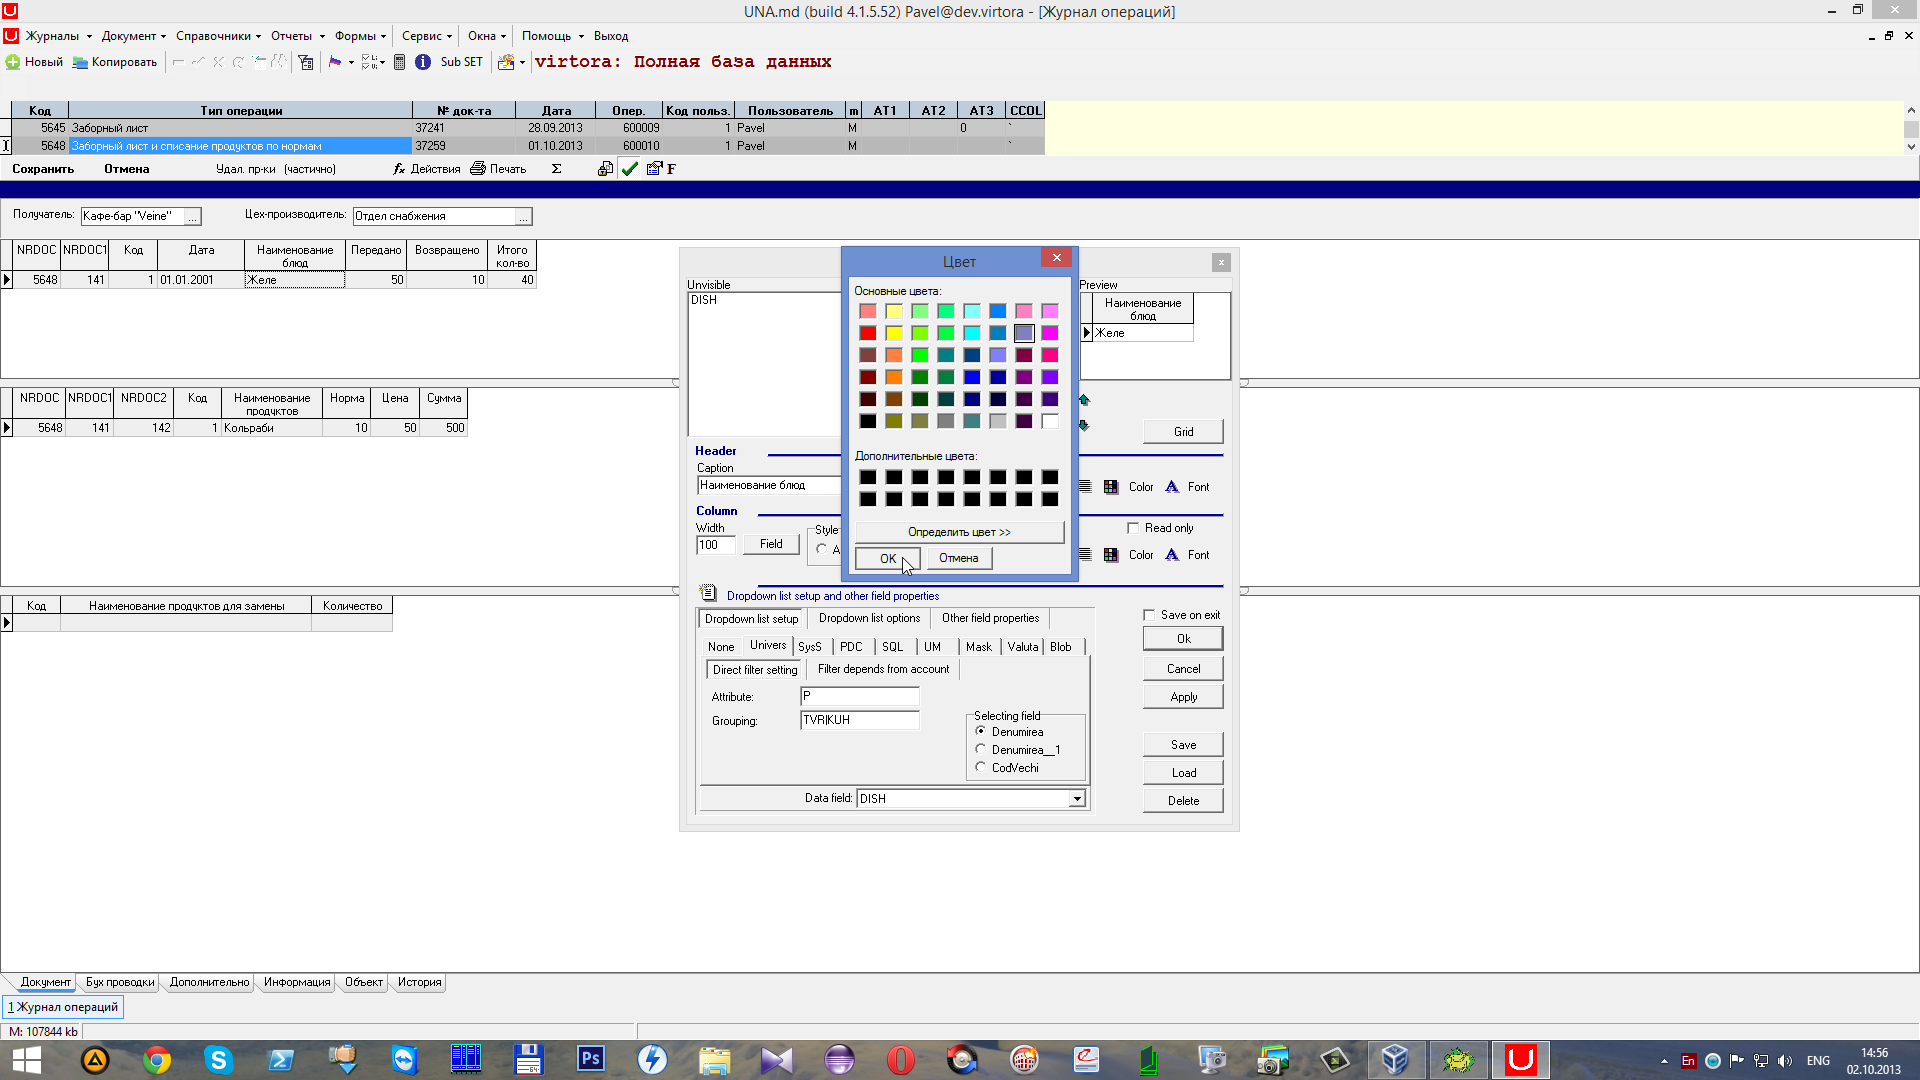 UNA.md (build 4.1.5.52) Pavel@dev.virtora - [Журнал операций]
Журналы Документ Справочники Отчеты Формы Сервис Окна Помощь Выход
Новый Копировать Sub SET virtora: Полная база данных
Код Тип операции № док-та Дата Опер. Код польз. Пользователь m AT1 AT2 AT3 CCOL
5645 Заборный лист 37241 28.09.2013 600009 1 Pavel M 0 `
5648 Заборный лист и списание продуктов по нормам 37259 01.10.2013 600010 1 Pavel M `
Сохранить Отмена Удал. пр-ки (частично) fx Действия Печать Σ F
Получатель: Кафе-бар "Veine" ... Цех-производитель: Отдел снабжения ...
NRDOC NRDOC1 Код Дата Наименование блюд Передано Возвращено Итого кол-во
5648 141 1 01.01.2001 Желе 50 10 40
NRDOC NRDOC1 NRDOC2 Код Наименование продуктов Норма Цена Сумма
5648 141 142 1 Кольраби 10 50 500
Код Наименование продуктов для замены Количество
Unvisible
DISH
Цвет
Основные цвета:
Дополнительные цвета:
Определить цвет >>
OK Отмена
Preview
Наименование
блюд
Желе
Grid
Header
Caption
Наименование блюд
Color Font
Column
Width Style
100 Field A
Read only
Color Font
Dropdown list setup and other field properties
Dropdown list setup Dropdown list options Other field properties
None Univers SysS PDC SQL UM Mask Valuta Blob
Direct filter setting Filter depends from account
Attribute: P
Grouping: TVR|KUH
Selecting field
Denumirea
Denumirea__1
CodVechi
Data field: DISH
Save on exit
Ok
Cancel
Apply
Save
Load
Delete
Документ Бух проводки Дополнительно Информация Объект История
1 Журнал операций
M: 107844 kb
64 Ps En ENG 14:56
02.10.2013